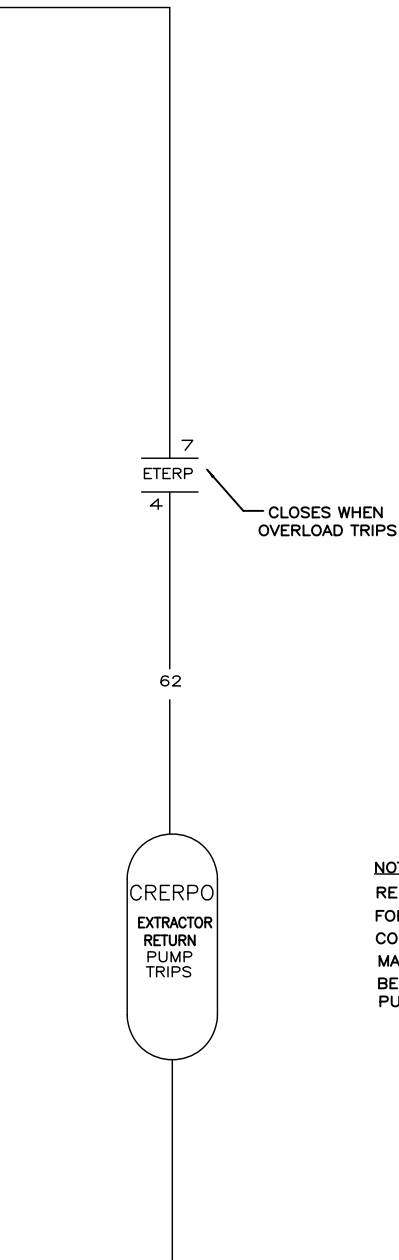 7
ETERP
4
CLOSES WHEN
OVERLOAD TRIPS
62
CRERPO
EXTRACTOR
RETURN
PUMP
TRIPS